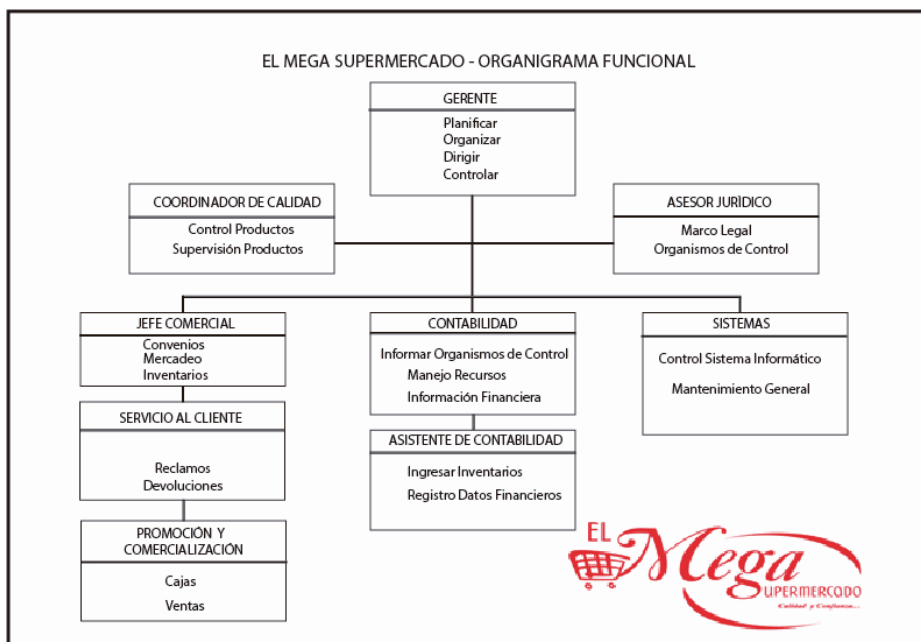 EL MEGA SUPERMERCADO - ORGANIGRAMA FUNCIONAL
GERENTE
Planificar
Organizar
Dirigir
Controlar
COORDINADOR DE CALIDAD
Control Productos
Supervisión Productos
ASESOR JURÍDICO
Marco Legal
Organismos de Control
JEFE COMERCIAL
Convenios
Mercadeo
Inventarios
CONTABILIDAD
Informar Organismos de Control
Manejo Recursos
Información Financiera
SISTEMAS
Control Sistema Informático
Mantenimiento General
SERVICIO AL CLIENTE
Reclamos
Devoluciones
ASISTENTE DE CONTABILIDAD
Ingresar Inventarios
Registro Datos Financieros
PROMOCIÓN Y
COMERCIALIZACIÓN
Cajas
Ventas
EL
Mega
SUPERMERCODO
Calidad y Confianza...